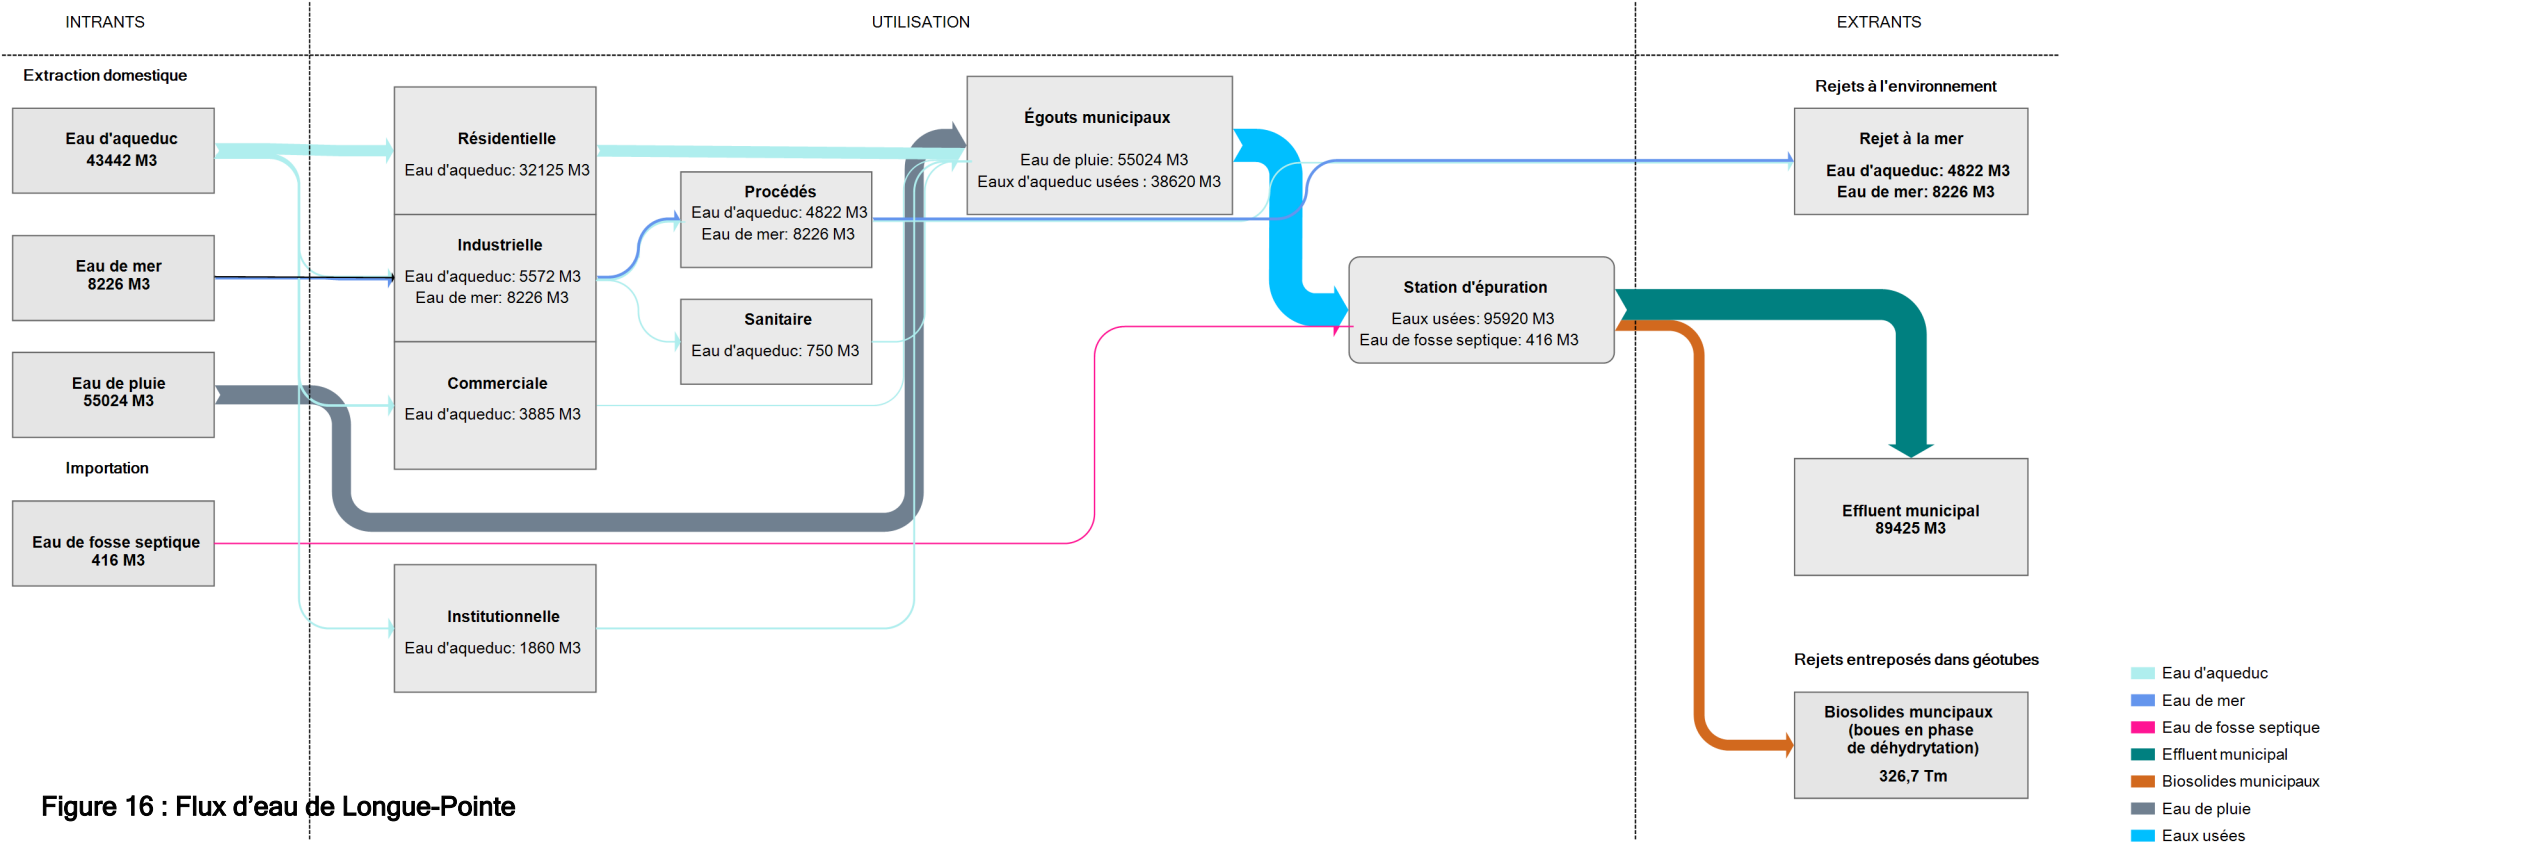 INTRANTS
UTILISATION
EXTRANTS
Extraction domestique
Eau d'aqueduc
43442 M3
Eau de mer
8226 M3
Eau de pluie
55024 M3
Importation
Eau de fosse septique
416 M3
Résidentielle
Eau d'aqueduc: 32125 M3
Industrielle
Eau d'aqueduc: 5572 M3
Eau de mer: 8226 M3
Commerciale
Eau d'aqueduc: 3885 M3
Institutionnelle
Eau d'aqueduc: 1860 M3
Procédés
Eau d'aqueduc: 4822 M3
Eau de mer: 8226 M3
Sanitaire
Eau d'aqueduc: 750 M3
Égouts municipaux
Eau de pluie: 55024 M3
Eaux d'aqueduc usées : 38620 M3
Station d'épuration
Eaux usées: 95920 M3
Eau de fosse septique: 416 M3
Rejets à l'environnement
Rejet à la mer
Eau d'aqueduc: 4822 M3
Eau de mer: 8226 M3
Effluent municipal
89425 M3
Rejets entreposés dans géotubes
Biosolides muncipaux
(boues en phase
de déhydrytation)
326,7 Tm
Eau d'aqueduc
Eau de mer
Eau de fosse septique
Effluent municipal
Biosolides municipaux
Eau de pluie
Eaux usées
Figure 16 : Flux d’eau de Longue-Pointe